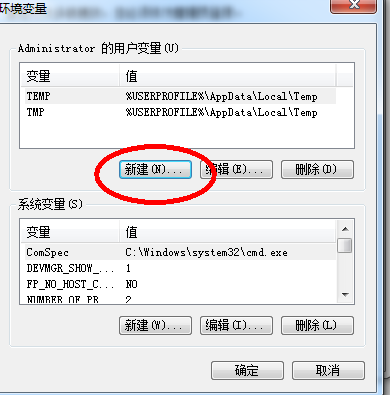 环境变量
Administrator 的用户变量(U)
变量 值
TEMP %USERPROFILE%\AppData\Local\Temp
TMP %USERPROFILE%\AppData\Local\Temp
新建(N)... 编辑(E)... 删除(D)
系统变量(S)
变量 值
ComSpec C:\Windows\system32\cmd.exe
DEVMGR_SHOW_... 1
FP_NO_HOST_C... NO
NUMBER_OF_PR... 2
新建(W)... 编辑(I)... 删除(L)
确定 取消